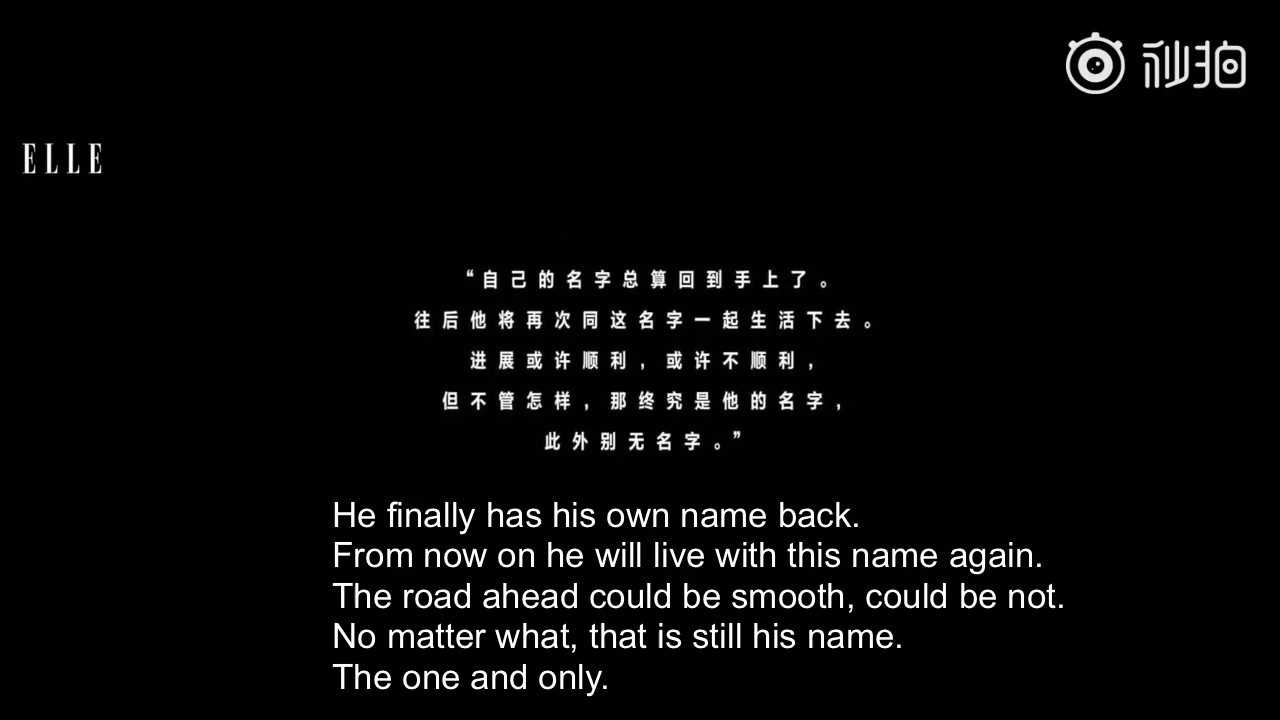 秒拍
ELLE
“自己的名字总算回到手上了。
往后他将再次同这名字一起生活下去。
进展或许顺利，或许不顺利，
但不管怎样，那终究是他的名字，
此外别无名字。”
He finally has his own name back.
From now on he will live with this name again.
The road ahead could be smooth, could be not.
No matter what, that is still his name.
The one and only.